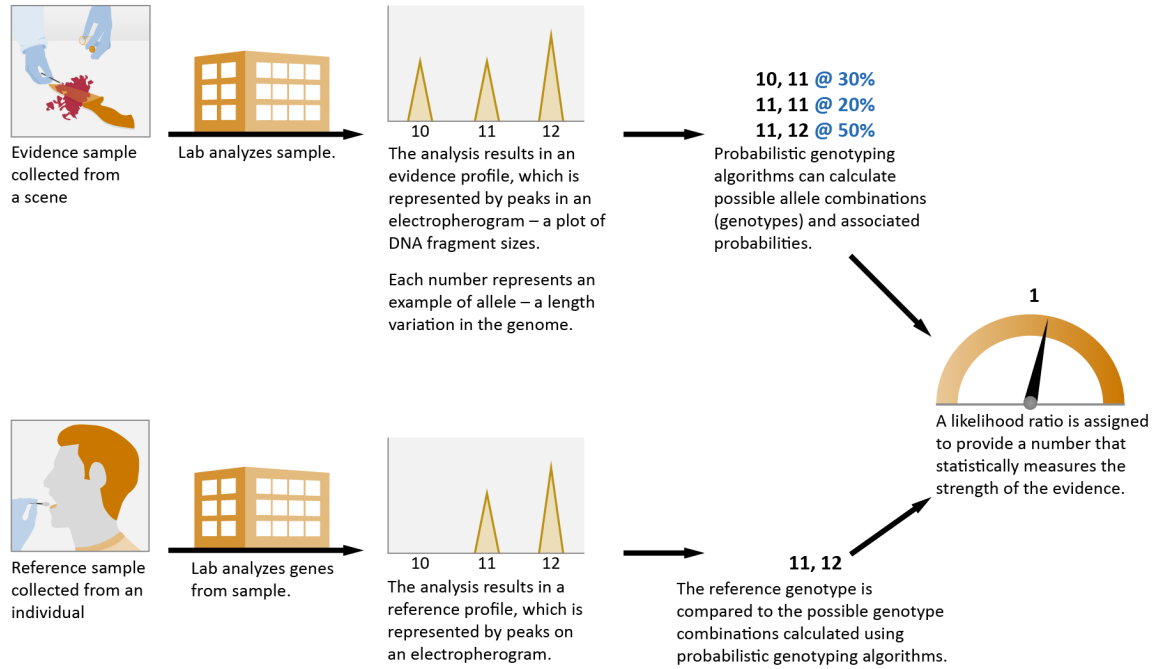 Evidence sample
collected from
a scene
Lab analyzes sample.
10 11 12
The analysis results in an
evidence profile, which is
represented by peaks in an
electropherogram – a plot of
DNA fragment sizes.
Each number represents an
example of allele – a length
variation in the genome.
10, 11 @ 30%
11, 11 @ 20%
11, 12 @ 50%
Probabilistic genotyping
algorithms can calculate
possible allele combinations
(genotypes) and associated
probabilities.
Reference sample
collected from an
individual
Lab analyzes genes
from sample.
10 11 12
The analysis results in a
reference profile, which is
represented by peaks on
an electropherogram.
11, 12
The reference genotype is
compared to the possible genotype
combinations calculated using
probabilistic genotyping algorithms.
1
A likelihood ratio is assigned
to provide a number that
statistically measures the
strength of the evidence.